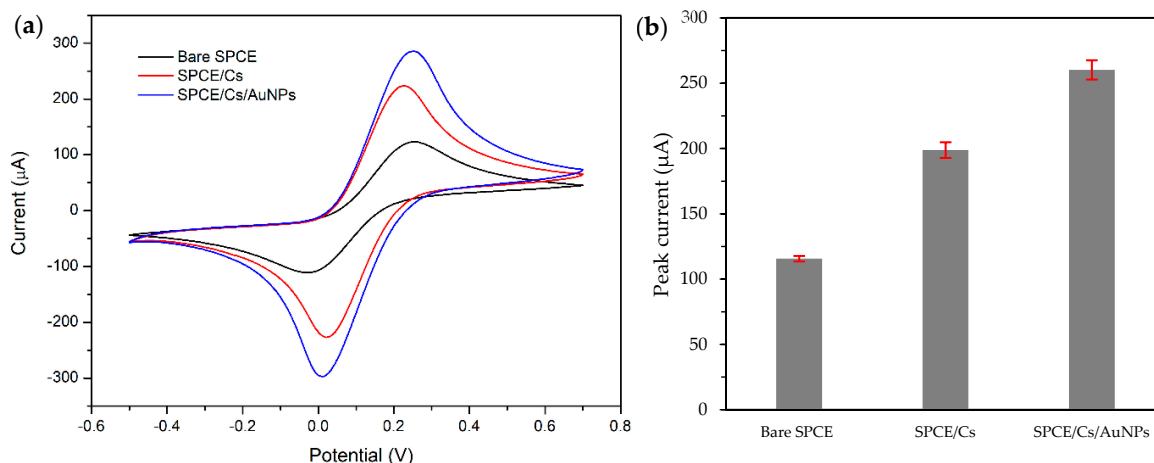 (a)
Bare SPCE
SPCE/Cs
SPCE/Cs/AuNPs
300
200
100
0
-100
-200
-300
Current (μA)
-0.6
-0.4
-0.2
0.0
0.2
0.4
0.6
0.8
Potential (V)
(b)
300
250
200
150
100
50
0
Peak current (μA)
Bare SPCE
SPCE/Cs
SPCE/Cs/AuNPs